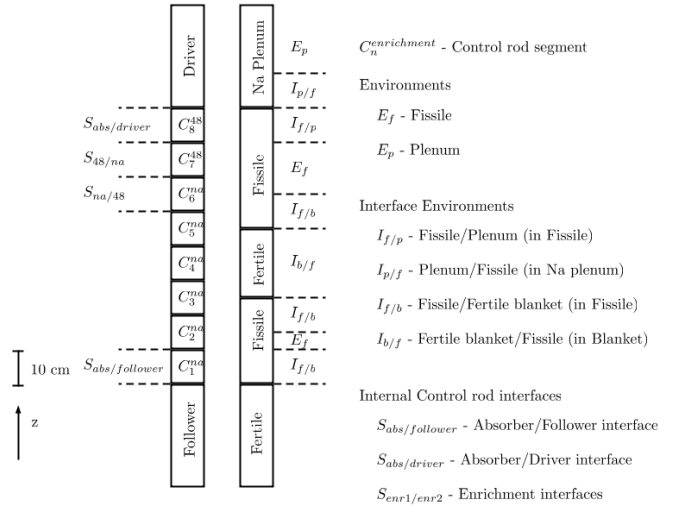 Driver
Na Plenum
E_p
I_{p/f}
C_n^{enrichment} - Control rod segment
Environments
E_f - Fissile
E_p - Plenum
S_{abs/driver}
C_8^{48}
I_{f/p}
S_{48/na}
C_7^{48}
Fissile
E_f
S_{na/48}
C_6^{na}
I_{f/b}
C_5^{na}
Interface Environments
I_{f/p} - Fissile/Plenum (in Fissile)
I_{p/f} - Plenum/Fissile (in Na plenum)
I_{f/b} - Fissile/Fertile blanket (in Fissile)
I_{b/f} - Fertile blanket/Fissile (in Blanket)
C_4^{na}
Fertile
I_{b/f}
C_3^{na}
C_2^{na}
Fissile
I_{f/b}
E_f
10 cm
S_{abs/follower}
C_1^{na}
I_{f/b}
z
Follower
Fertile
Internal Control rod interfaces
S_{abs/follower} - Absorber/Follower interface
S_{abs/driver} - Absorber/Driver interface
S_{enr1/enr2} - Enrichment interfaces